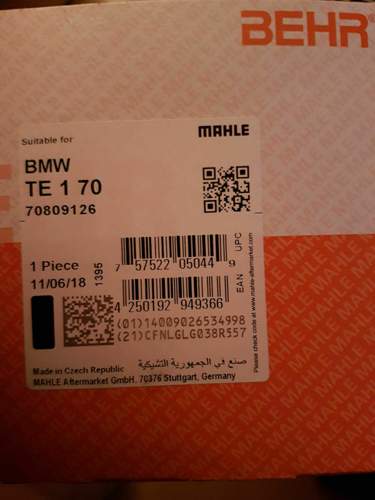 BEHR®
Suitable for
MAHLE
BMW
TE 1 70
70809126
1 Piece
11/06/18
1395
7 57522 05044 9
UPC
4 250192 949366
EAN
(01)14009026534998
(21)CFNLGLG038R557
Please check code at www.mahle-aftermarket.com
صنع في الجمهورية التشيكية
Made in Czech Republic
MAHLE Aftermarket GmbH, 70376 Stuttgart, Germany